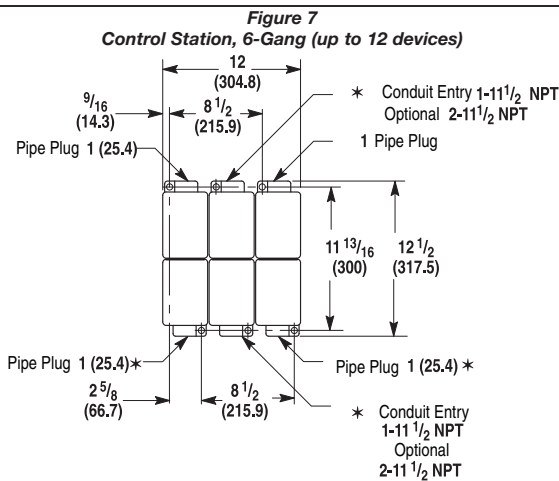 Figure 7
Control Station, 6-Gang (up to 12 devices)
12
(304.8)
9/16
(14.3)
8 1/2
(215.9)
✶ Conduit Entry 1-11 1/2 NPT
Optional 2-11 1/2 NPT
Pipe Plug 1 (25.4)
1 Pipe Plug
11 13/16
(300)
12 1/2
(317.5)
Pipe Plug 1 (25.4)✶
Pipe Plug 1 (25.4) ✶
2 5/8
(66.7)
8 1/2
(215.9)
✶ Conduit Entry
1-11 1/2 NPT
Optional
2-11 1/2 NPT